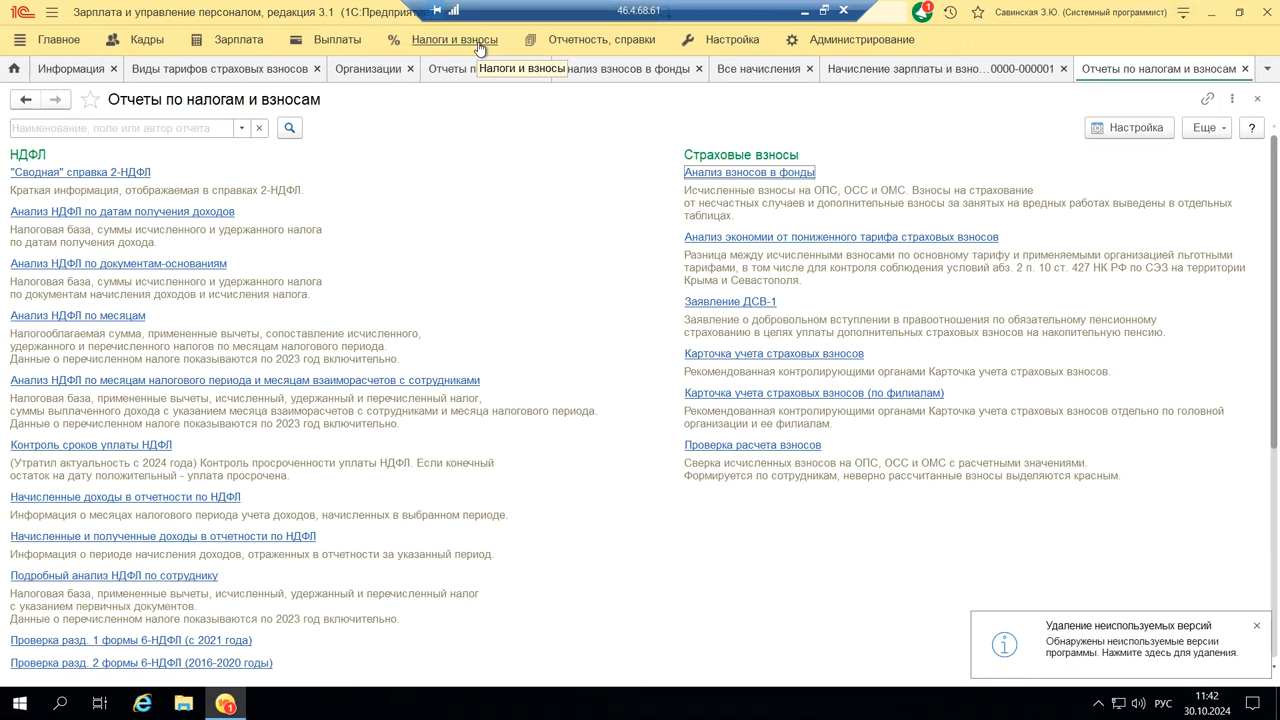 Зарплата и управление персоналом, редакция 3.1 (1С:Предприятие
46.4.68.61
Савинская З.Ю. (Системный программист)
Главное
Кадры
Зарплата
Выплаты
Налоги и взносы
Отчетность, справки
Настройка
Администрирование
Информация
Виды тарифов страховых взносов
Организации
Отчеты п
Налоги и взносы
нализ взносов в фонды
Все начисления
Начисление зарплаты и взно...0000-000001
Отчеты по налогам и взносам
Отчеты по налогам и взносам
Наименование, поле или автор отчета
Настройка
Еще
?
НДФЛ
"Сводная" справка 2-НДФЛ
Краткая информация, отображаемая в справках 2-НДФЛ.
Анализ НДФЛ по датам получения доходов
Налоговая база, суммы исчисленного и удержанного налога
по датам получения дохода.
Анализ НДФЛ по документам-основаниям
Налоговая база, суммы исчисленного и удержанного налога
по документам начисления доходов и исчисления налога.
Анализ НДФЛ по месяцам
Налогооблагаемая сумма, примененные вычеты, сопоставление исчисленного,
удержанного и перечисленного налогов по месяцам налогового периода.
Данные о перечисленном налоге показываются по 2023 год включительно.
Анализ НДФЛ по месяцам налогового периода и месяцам взаиморасчетов с сотрудниками
Налоговая база, примененные вычеты, исчисленный, удержанный и перечисленный налог,
суммы выплаченного дохода с указанием месяца взаиморасчетов с сотрудниками и месяца налогового периода.
Данные о перечисленном налоге показываются по 2023 год включительно.
Контроль сроков уплаты НДФЛ
(Утратил актуальность с 2024 года) Контроль просроченности уплаты НДФЛ. Если конечный
остаток на дату положительный - уплата просрочена.
Начисленные доходы в отчетности по НДФЛ
Информация о месяцах налогового периода учета доходов, начисленных в выбранном периоде.
Начисленные и полученные доходы в отчетности по НДФЛ
Информация о периоде начисления доходов, отраженных в отчетности за указанный период.
Подробный анализ НДФЛ по сотруднику
Налоговая база, примененные вычеты, исчисленный, удержанный и перечисленный налог
с указанием первичных документов.
Данные о перечисленном налоге показываются по 2023 год включительно.
Проверка разд. 1 формы 6-НДФЛ (с 2021 года)
Проверка разд. 2 формы 6-НДФЛ (2016-2020 годы)
Страховые взносы
Анализ взносов в фонды
Исчисленные взносы на ОПС, ОСС и ОМС. Взносы на страхование
от несчастных случаев и дополнительные взносы за занятых на вредных работах выведены в отдельных
таблицах.
Анализ экономии от пониженного тарифа страховых взносов
Разница между исчисленными взносами по основному тарифу и применяемыми организацией льготными
тарифами, в том числе для контроля соблюдения условий абз. 2 п. 10 ст. 427 НК РФ по СЭЗ на территории
Крыма и Севастополя.
Заявление ДСВ-1
Заявление о добровольном вступлении в правоотношения по обязательному пенсионному
страхованию в целях уплаты дополнительных страховых взносов на накопительную пенсию.
Карточка учета страховых взносов
Рекомендованная контролирующими органами Карточка учета страховых взносов.
Карточка учета страховых взносов (по филиалам)
Рекомендованная контролирующими органами Карточка учета страховых взносов отдельно по головной
организации и ее филиалам.
Проверка расчета взносов
Сверка исчисленных взносов на ОПС, ОСС и ОМС с расчетными значениями.
Формируется по сотрудникам, неверно рассчитанные взносы выделяются красным.
Удаление неиспользуемых версий
Обнаружены неиспользуемые версии
программы. Нажмите здесь для удаления.
РУС
11:42
30.10.2024